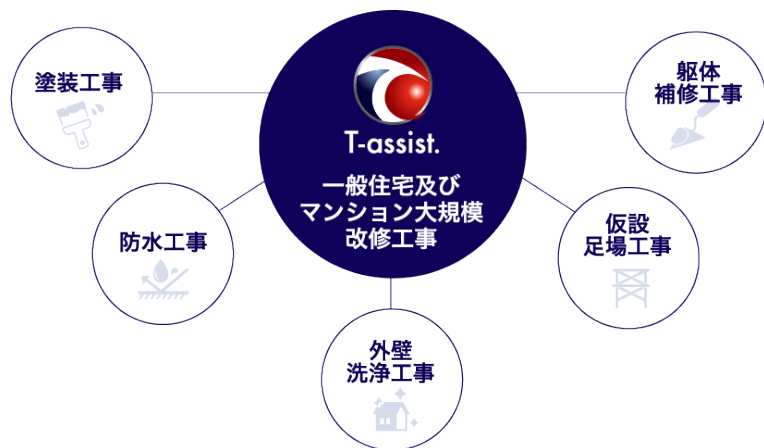 塗装工事
T-assist.
一般住宅及び
マンション大規模
改修工事
躯体
補修工事
防水工事
仮設
足場工事
外壁
洗浄工事